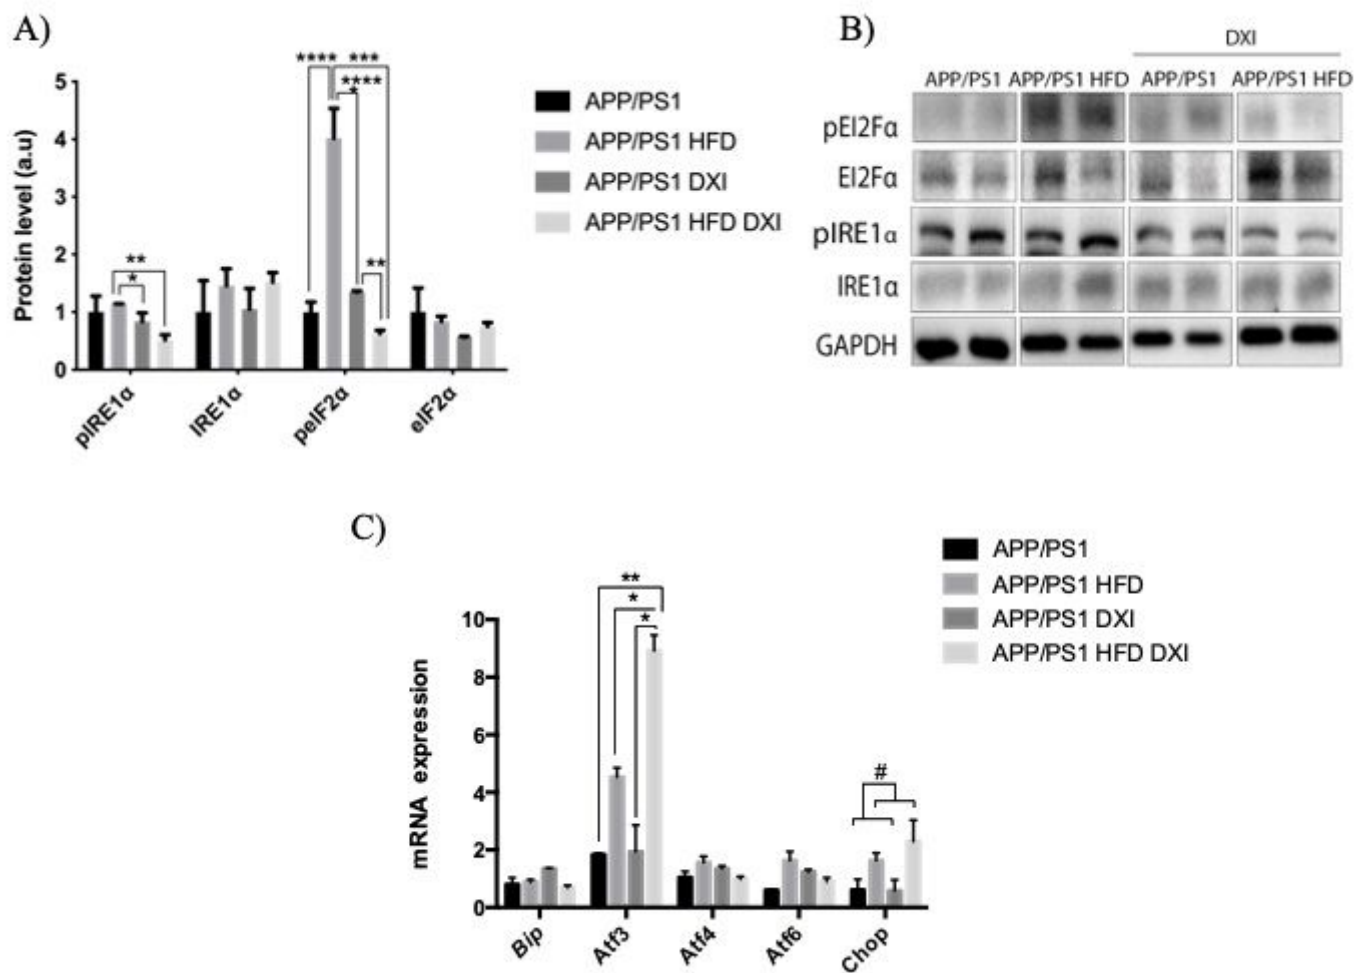 A)
**** ***
****
*
5
4
3
2
1
0
Protein level (a.u)
**
*
**
pIRE1α
IRE1α
peIF2α
eIF2α
APP/PS1
APP/PS1 HFD
APP/PS1 DXI
APP/PS1 HFD DXI
B)
DXI
APP/PS1 APP/PS1 HFD APP/PS1 APP/PS1 HFD
pEI2Fα
EI2Fα
pIRE1α
IRE1α
GAPDH
C)
**
*
*
10
8
6
4
2
0
mRNA expression
#
Bip
Atf3
Atf4
Atf6
Chop
APP/PS1
APP/PS1 HFD
APP/PS1 DXI
APP/PS1 HFD DXI